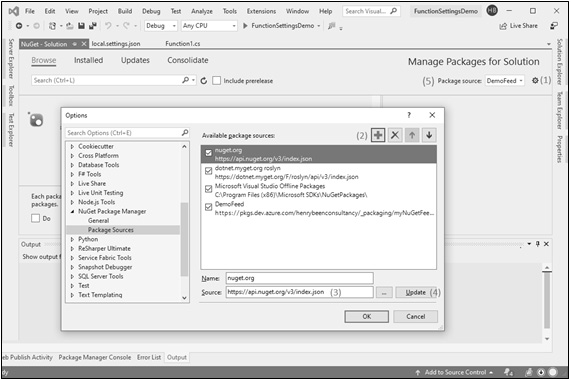 File Edit View Project Build Debug Test Analyze Tools Extensions Window Help Search Visual... FunctionSettingsDemo HB
Debug Any CPU FunctionSettingsDemo Live Share
NuGet - Solution local.settings.json Function1.cs
Server Explorer
Toolbox
Test Explorer
Solution Explorer
Team Explorer
Properties
Browse Installed Updates Consolidate Manage Packages for Solution
Search (Ctrl+L) Include prerelease (5) Package source: DemoFeed (1)
Each pac
packages.
Do
Options
Search Options (Ctrl+E)
Cookiecutter
Cross Platform
Database Tools
F# Tools
Live Share
Live Unit Testing
Node.js Tools
NuGet Package Manager
General
Package Sources
Python
ReSharper Ultimate
Service Fabric Tools
Snapshot Debugger
SQL Server Tools
Test
Text Templating
Available package sources: (2)
nuget.org
https://api.nuget.org/v3/index.json
dotnet.myget.org roslyn
https://dotnet.myget.org/F/roslyn/api/v3/index.json
Microsoft Visual Studio Offline Packages
C:\Program Files (x86)\Microsoft SDKs\NuGetPackages\
DemoFeed
https://pkgs.dev.azure.com/henrybeenconsultancy/_packaging/myNuGetFee...
Name: nuget.org
Source: https://api.nuget.org/v3/index.json (3) ... Update (4)
OK Cancel
Output
Show output f
eb Publish Activity Package Manager Console Error List Output
dy Add to Source Control 4